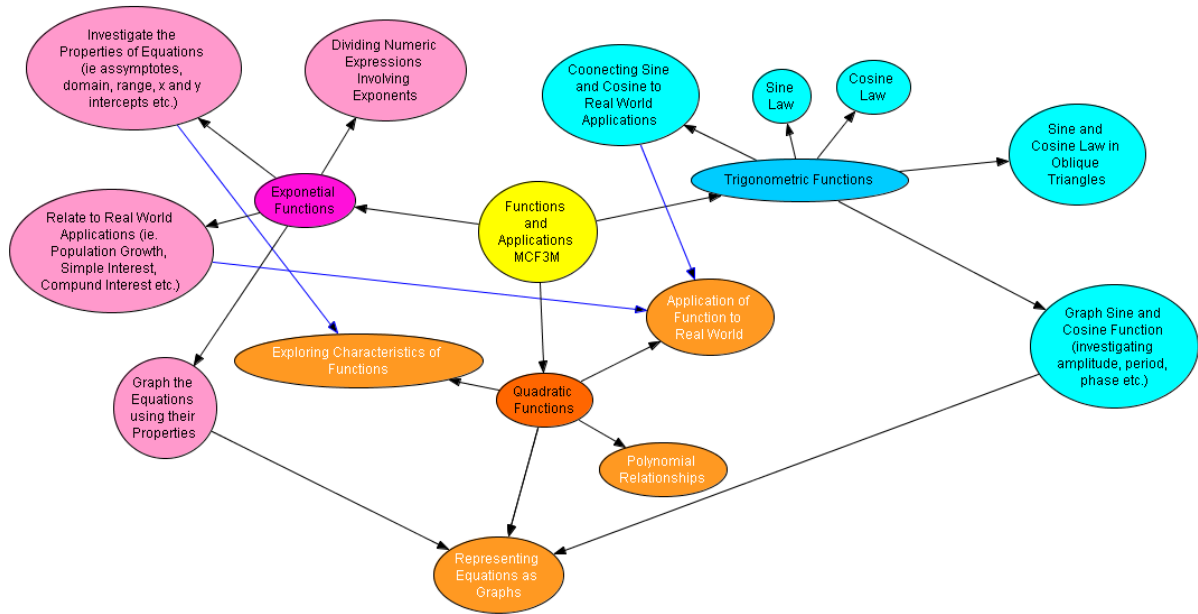 Investigate the
Properties of Equations
(ie assymptotes,
domain, range, x and y
intercepts etc.)
Dividing Numeric
Expressions
Involving
Exponents
Coonecting Sine
and Cosine to
Real World
Applications
Sine
Law
Cosine
Law
Sine and
Cosine Law in
Oblique
Triangles
Exponetial
Functions
Trigonometric Functions
Functions
and
Applications
MCF3M
Relate to Real World
Applications (ie.
Population Growth,
Simple Interest,
Compund Interest etc.)
Application of
Function to
Real World
Graph Sine and
Cosine Function
(investigating
amplitude, period,
phase etc.)
Exploring Characteristics of
Functions
Graph the
Equations
using their
Properties
Quadratic
Functions
Polynomial
Relationships
Representing
Equations as
Graphs